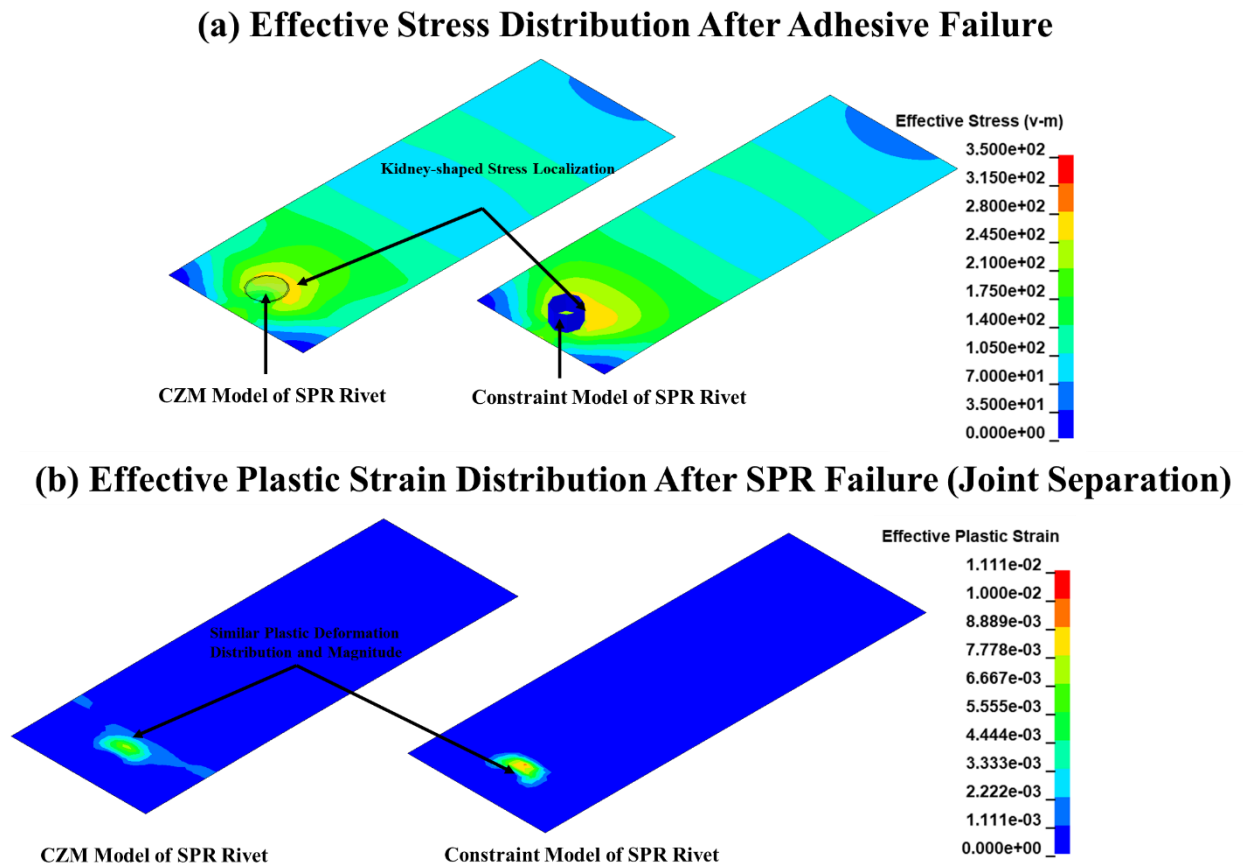 (a) Effective Stress Distribution After Adhesive Failure
Effective Stress (v-m)
3.500e+02
3.150e+02
2.800e+02
2.450e+02
2.100e+02
1.750e+02
1.400e+02
1.050e+02
7.000e+01
3.500e+01
0.000e+00
Kidney-shaped Stress Localization
CZM Model of SPR Rivet
Constraint Model of SPR Rivet
(b) Effective Plastic Strain Distribution After SPR Failure (Joint Separation)
Effective Plastic Strain
1.111e-02
1.000e-02
8.889e-03
7.778e-03
6.667e-03
5.555e-03
4.444e-03
3.333e-03
2.222e-03
1.111e-03
0.000e+00
Similar Plastic Deformation
Distribution and Magnitude
CZM Model of SPR Rivet
Constraint Model of SPR Rivet